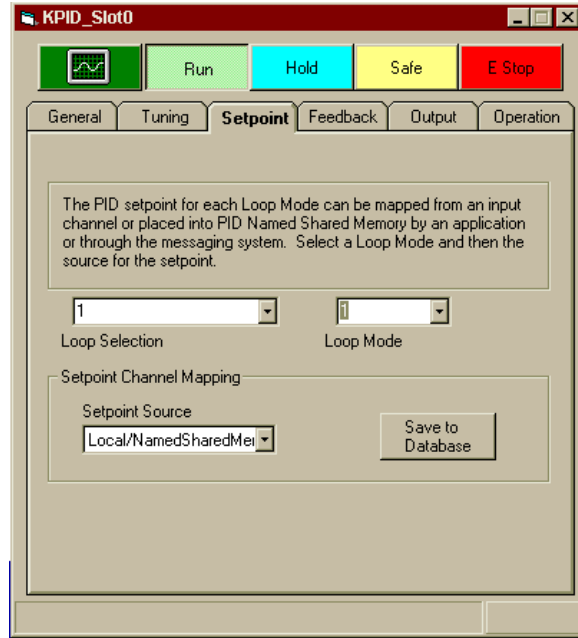 KPID_Slot0
Run Hold Safe E Stop
General Tuning Setpoint Feedback Output Operation
The PID setpoint for each Loop Mode can be mapped from an input
channel or placed into PID Named Shared Memory by an application
or through the messaging system. Select a Loop Mode and then the
source for the setpoint.
1 1
Loop Selection Loop Mode
Setpoint Channel Mapping
Setpoint Source
Local/NamedSharedMe
Save to
Database